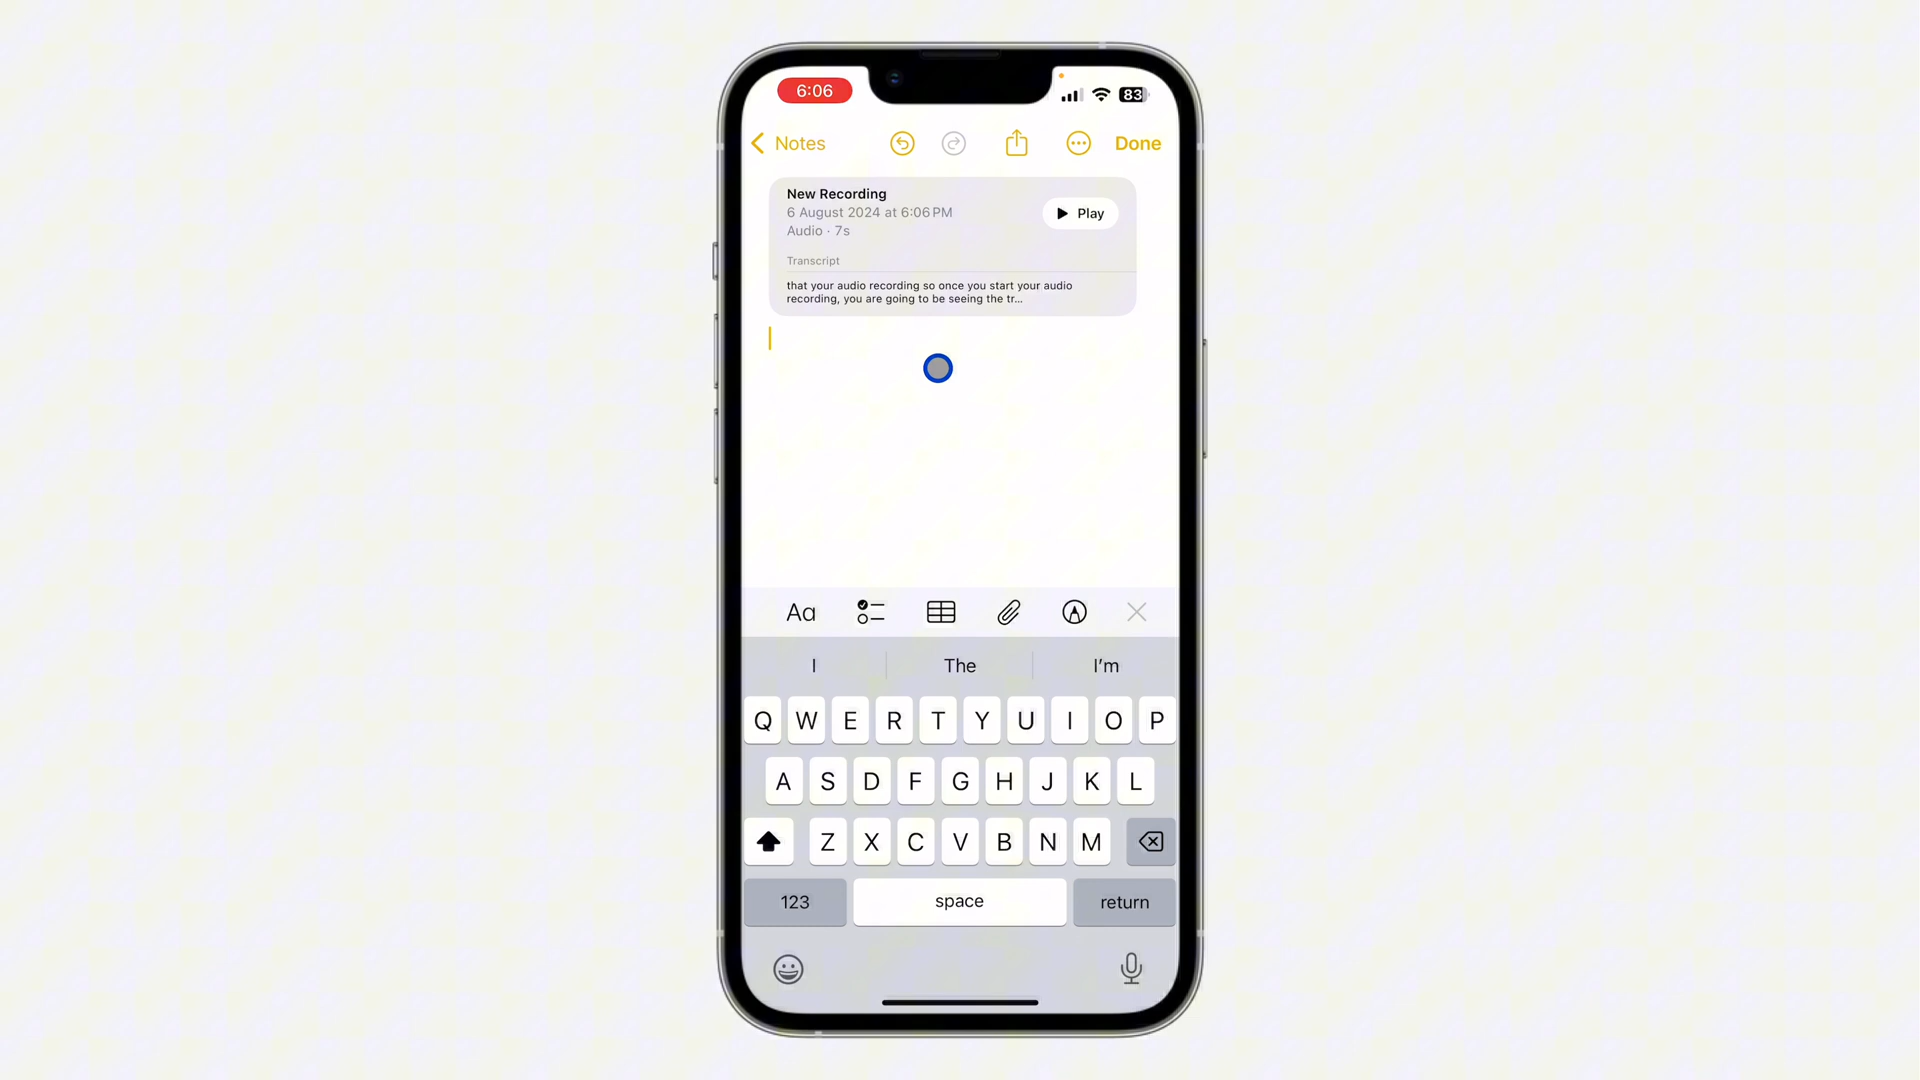 6:06
83
Notes
Done
New Recording
6 August 2024 at 6:06 PM
Play
Audio · 7s
Transcript
that your audio recording so once you start your audio
recording, you are going to be seeing the tr...
Aa
I
The
I'm
Q W E R T Y U I O P
A S D F G H J K L
Z X C V B N M
123
space
return